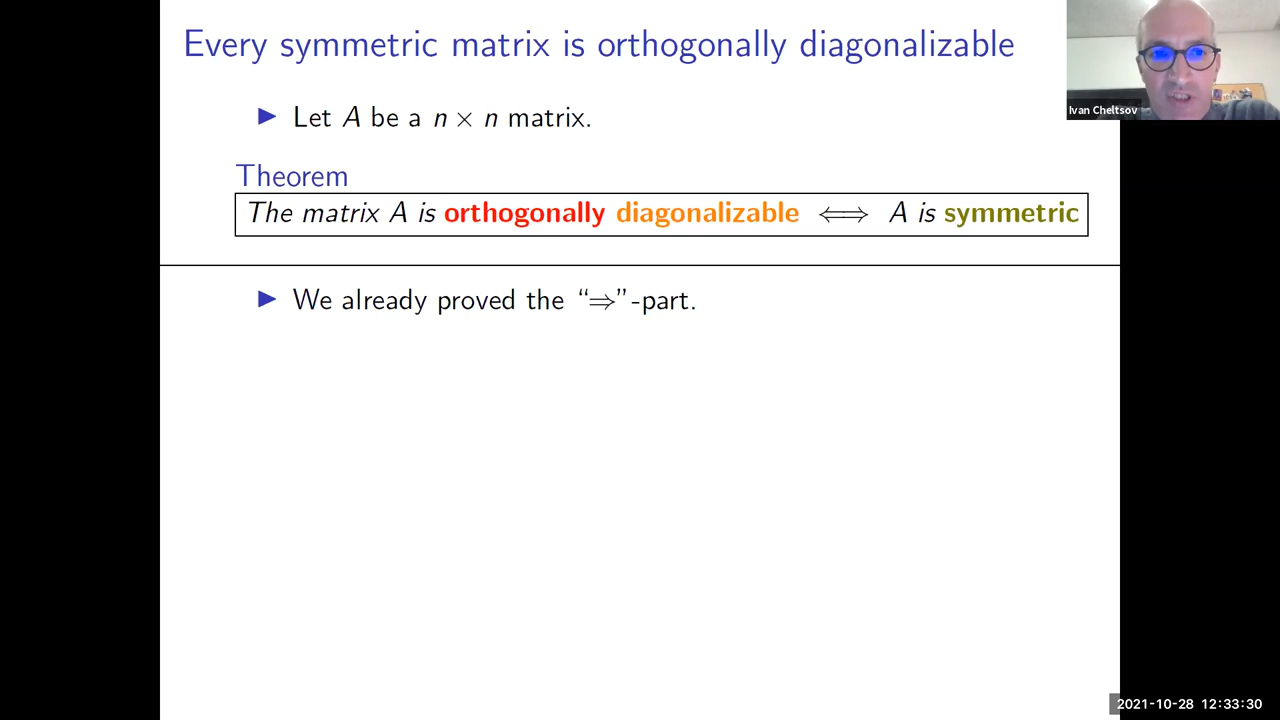 Every symmetric matrix is orthogonally diagonalizable
Ivan Cheltsov
▶ Let A be a n × n matrix.
Theorem
The matrix A is orthogonally diagonalizable ⟺ A is symmetric
▶ We already proved the “⇒”-part.
2021-10-28 12:33:30